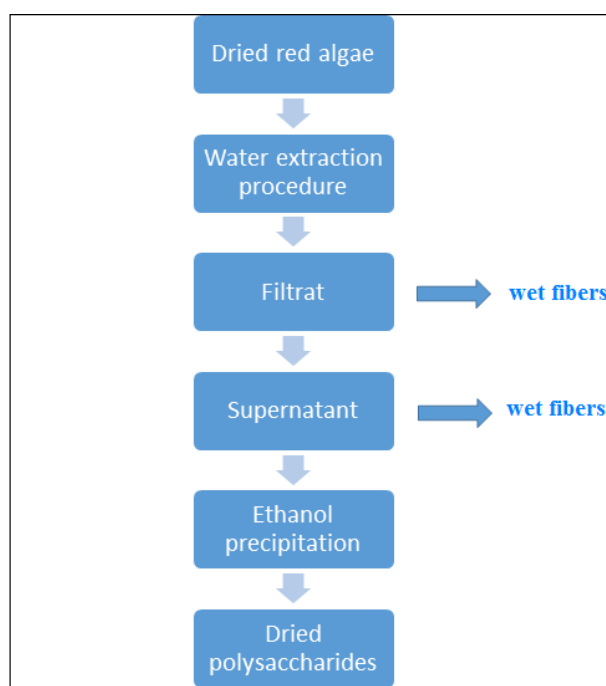 Dried red algae
Water extraction
procedure
Filtrat
wet fibers
Supernatant
wet fibers
Ethanol
precipitation
Dried
polysaccharides